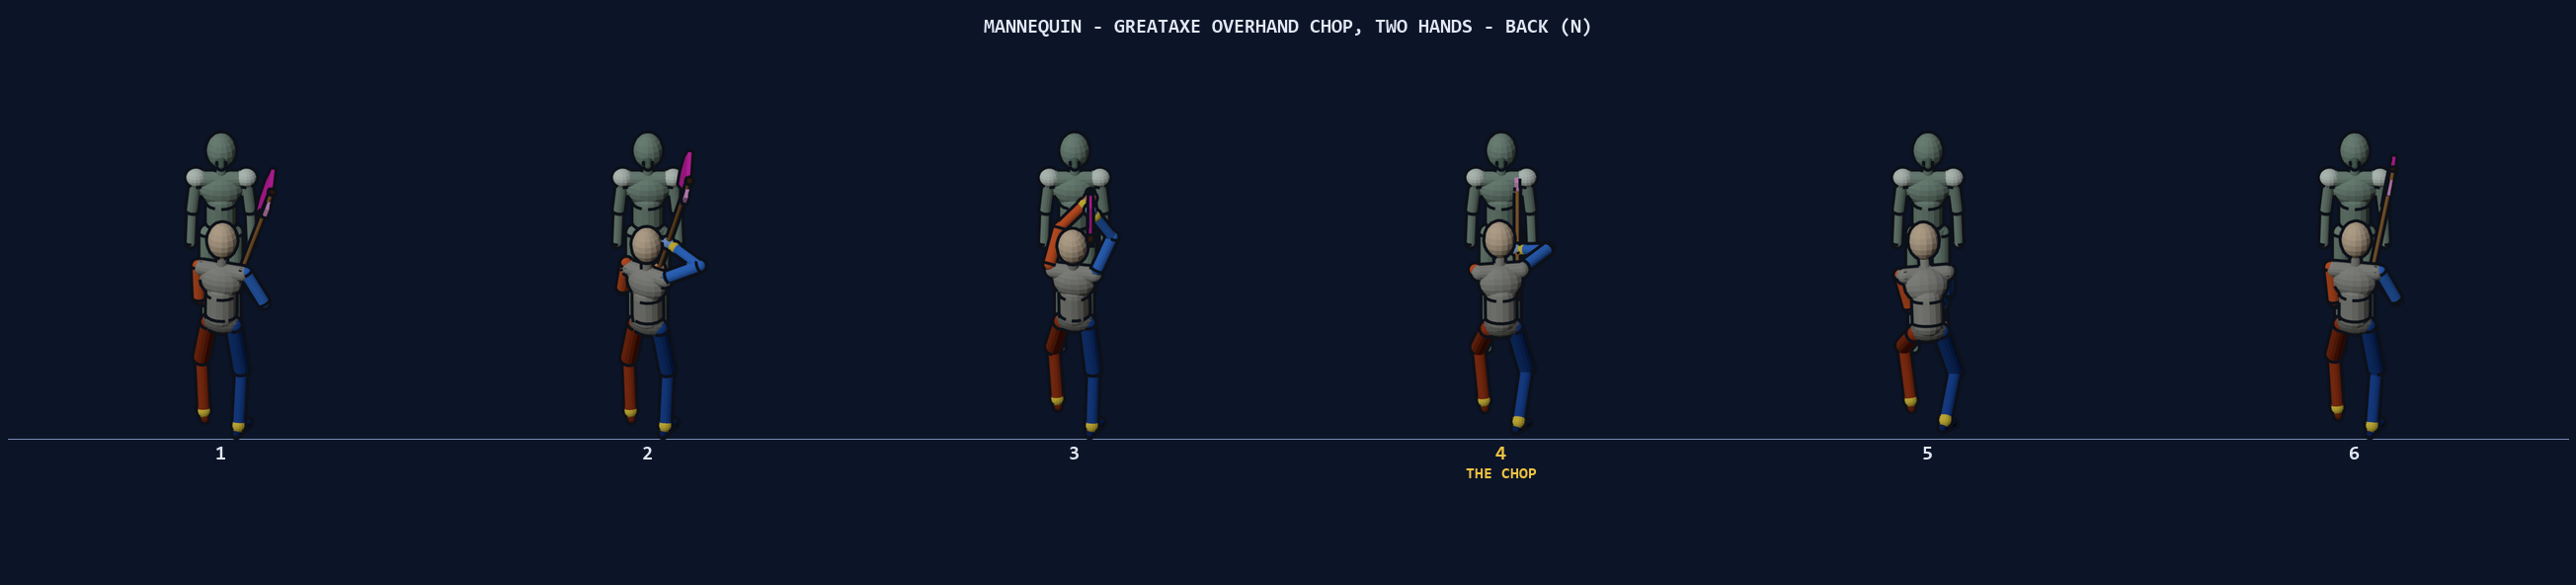 MANNEQUIN - GREATAXE OVERHAND CHOP, TWO HANDS - BACK (N)
1 2 3 4 5 6
THE CHOP